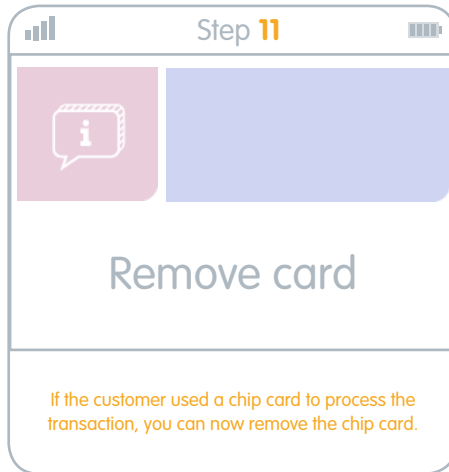 Step 11
i
Remove card
If the customer used a chip card to process the
transaction, you can now remove the chip card.